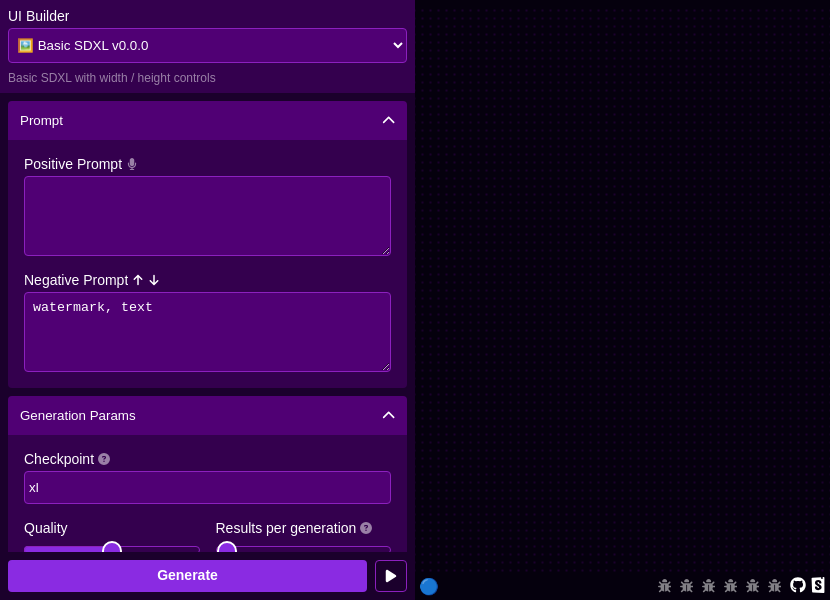 UI Builder
🖼️ Basic SDXL v0.0.0
Basic SDXL with width / height controls
Prompt
Positive Prompt
Negative Prompt
watermark, text
Generation Params
Checkpoint
xl
Quality
Results per generation
Generate